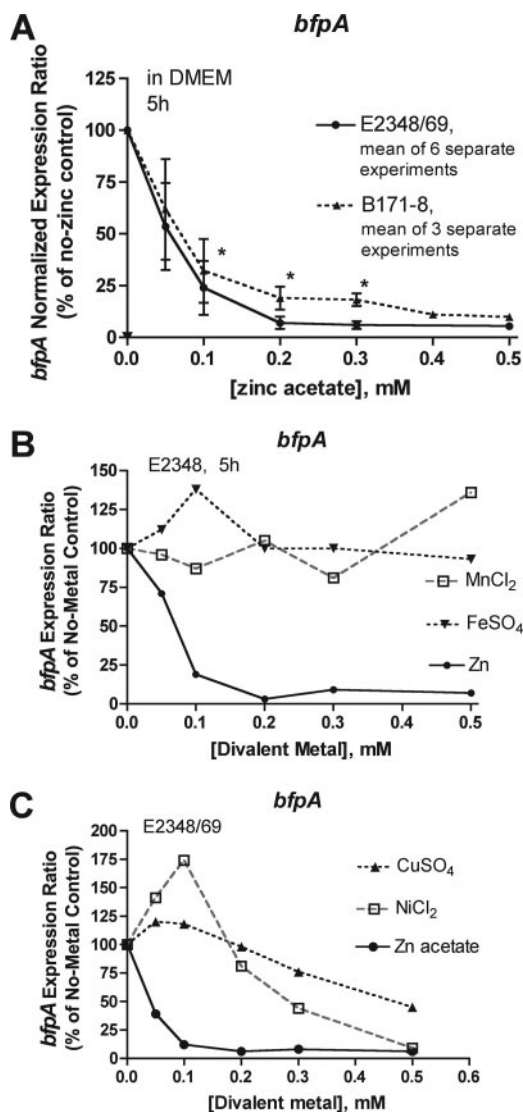 A
bfpA
bfpA Normalized Expression Ratio
(% of no-zinc control)
125
100
75
50
25
0
in DMEM
5h
E2348/69,
mean of 6 separate
experiments
B171-8,
mean of 3 separate
experiments
*
*
*
0.0 0.1 0.2 0.3 0.4 0.5
[zinc acetate], mM
B
bfpA
bfpA Expression Ratio
(% of No-Metal Control)
150
125
100
75
50
25
0
E2348, 5h
MnCl₂
FeSO₄
Zn
0.0 0.1 0.2 0.3 0.4 0.5
[Divalent Metal], mM
C
bfpA
bfpA Expression Ratio
(% of No-Metal Control)
200
175
150
125
100
75
50
25
0
E2348/69
CuSO₄
NiCl₂
Zn acetate
0.0 0.1 0.2 0.3 0.4 0.5 0.6
[Divalent metal], mM